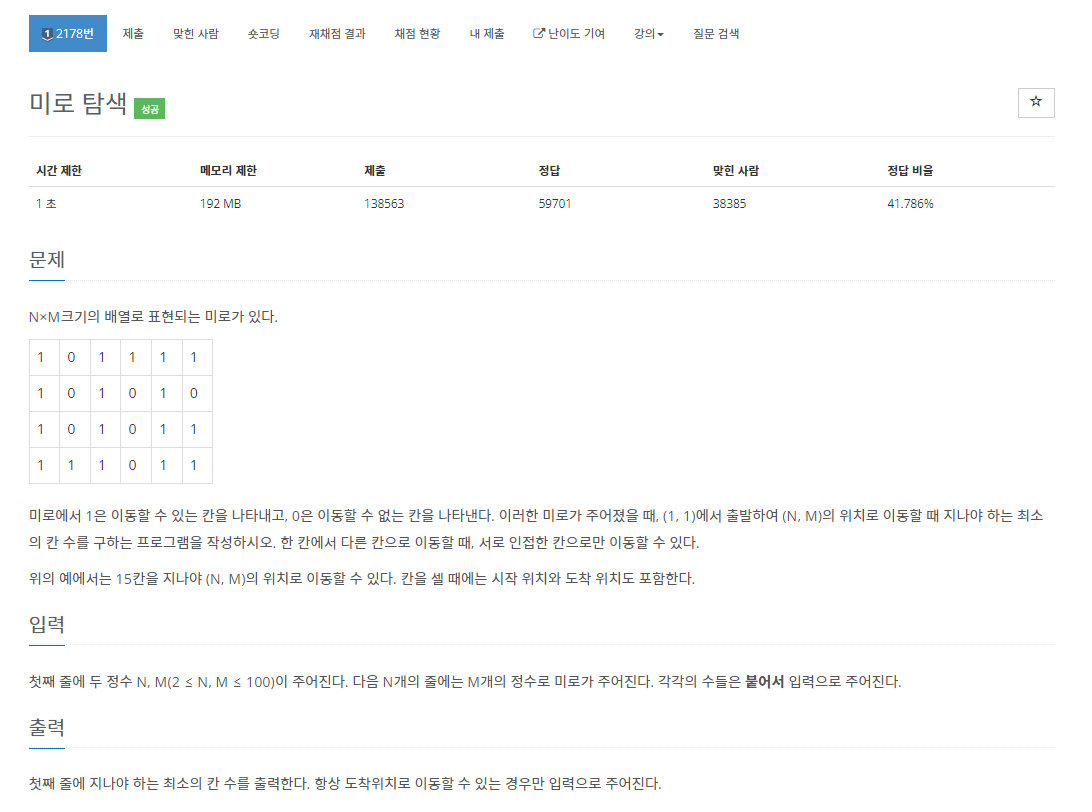 1 2178번 제출 맞힌 사람 숏코딩 재채점 결과 채점 현황 내 제출 난이도 기여 강의 질문 검색
미로 탐색 성공
시간 제한 메모리 제한 제출 정답 맞힌 사람 정답 비율
1 초 192 MB 138563 59701 38385 41.786%
문제
N×M크기의 배열로 표현되는 미로가 있다.
1 0 1 1 1 1
1 0 1 0 1 0
1 0 1 0 1 1
1 1 1 0 1 1
미로에서 1은 이동할 수 있는 칸을 나타내고, 0은 이동할 수 없는 칸을 나타낸다. 이러한 미로가 주어졌을 때, (1, 1)에서 출발하여 (N, M)의 위치로 이동할 때 지나야 하는 최소
의 칸 수를 구하는 프로그램을 작성하시오. 한 칸에서 다른 칸으로 이동할 때, 서로 인접한 칸으로만 이동할 수 있다.
위의 예에서는 15칸을 지나야 (N, M)의 위치로 이동할 수 있다. 칸을 셀 때에는 시작 위치와 도착 위치도 포함한다.
입력
첫째 줄에 두 정수 N, M(2 ≤ N, M ≤ 100)이 주어진다. 다음 N개의 줄에는 M개의 정수로 미로가 주어진다. 각각의 수들은 붙어서 입력으로 주어진다.
출력
첫째 줄에 지나야 하는 최소의 칸 수를 출력한다. 항상 도착위치로 이동할 수 있는 경우만 입력으로 주어진다.